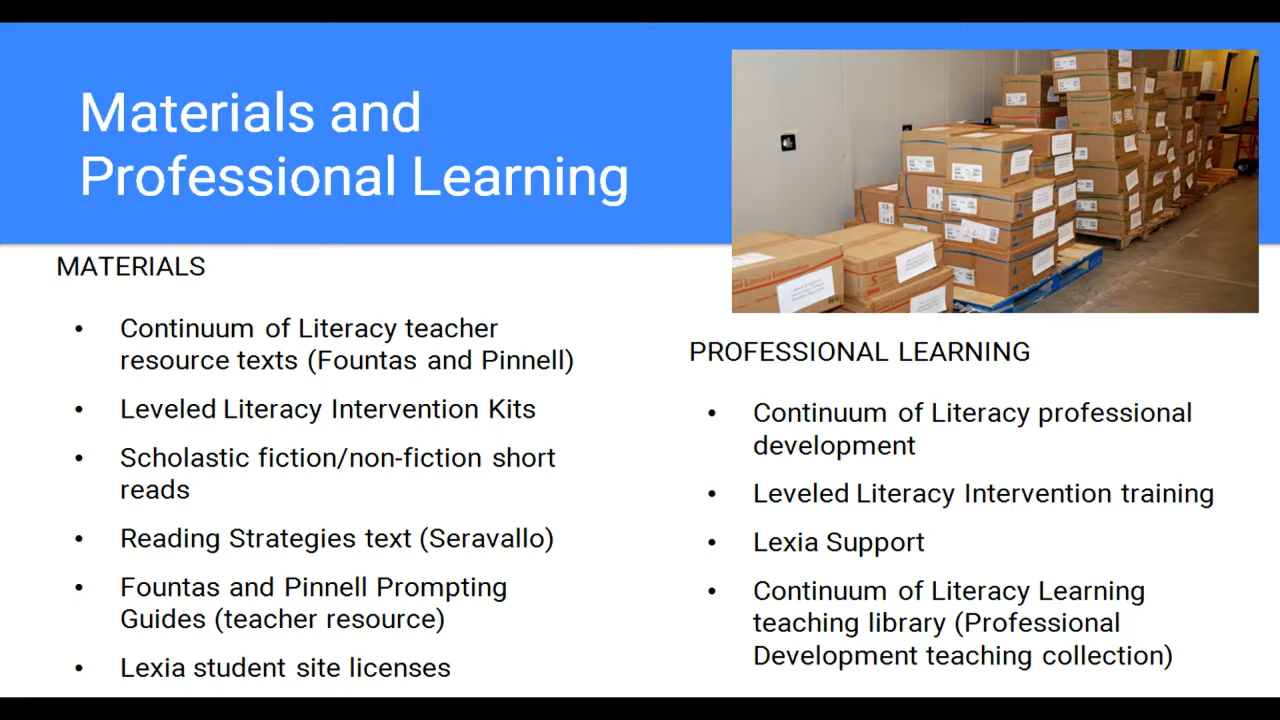 Materials and
Professional Learning
MATERIALS
• Continuum of Literacy teacher
resource texts (Fountas and Pinnell)
• Leveled Literacy Intervention Kits
• Scholastic fiction/non-fiction short
reads
• Reading Strategies text (Seravallo)
• Fountas and Pinnell Prompting
Guides (teacher resource)
• Lexia student site licenses
PROFESSIONAL LEARNING
• Continuum of Literacy professional
development
• Leveled Literacy Intervention training
• Lexia Support
• Continuum of Literacy Learning
teaching library (Professional
Development teaching collection)
Literacy Intervention
5